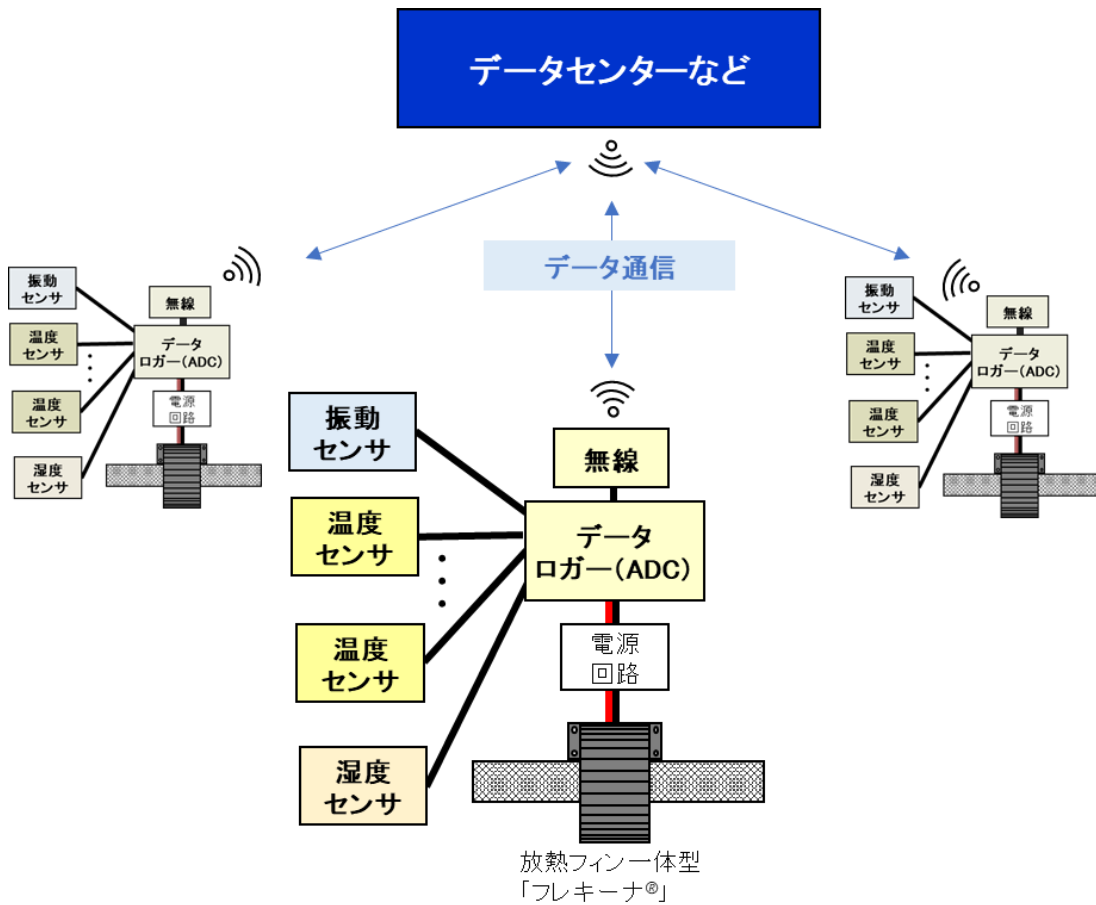 データセンターなど
データ通信
振動
センサ
温度
センサ
温度
センサ
湿度
センサ
無線
データ
ロガー(ADC)
電源
回路
振動
センサ
温度
センサ
温度
センサ
湿度
センサ
無線
データ
ロガー(ADC)
電源
回路
放熱フィン一体型
「フレキーナ®」
振動
センサ
温度
センサ
温度
センサ
湿度
センサ
無線
データ
ロガー(ADC)
電源
回路